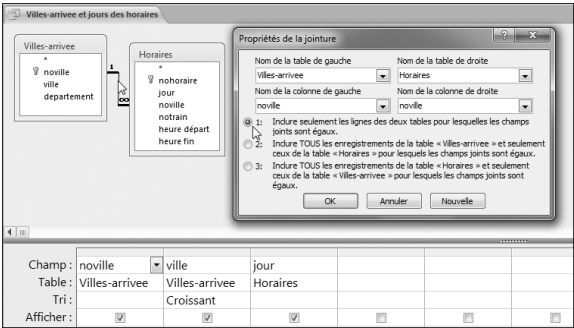 Villes-arrivee et jours des horaires
Villes-arrivee
*
noville
ville
departement
1
∞
Horaires
*
nohoraire
jour
noville
notrain
heure départ
heure fin
Propriétés de la jointure
Nom de la table de gauche
Nom de la table de droite
Villes-arrivee
Horaires
Nom de la colonne de gauche
Nom de la colonne de droite
noville
noville
1: Indure seulement les lignes des deux tables pour lesquelles les champs
joints sont égaux.
2: Indure TOUS les enregistrements de la table « Villes-arrivee » et seulement
ceux de la table « Horaires » pour lesquels les champs joints sont égaux.
3: Indure TOUS les enregistrements de la table « Horaires » et seulement
ceux de la table « Villes-arrivee » pour lesquels les champs joints sont
égaux.
OK
Annuler
Nouvelle
Champ : noville ville jour
Table : Villes-arrivee Villes-arrivee Horaires
Tri : Croissant
Afficher :